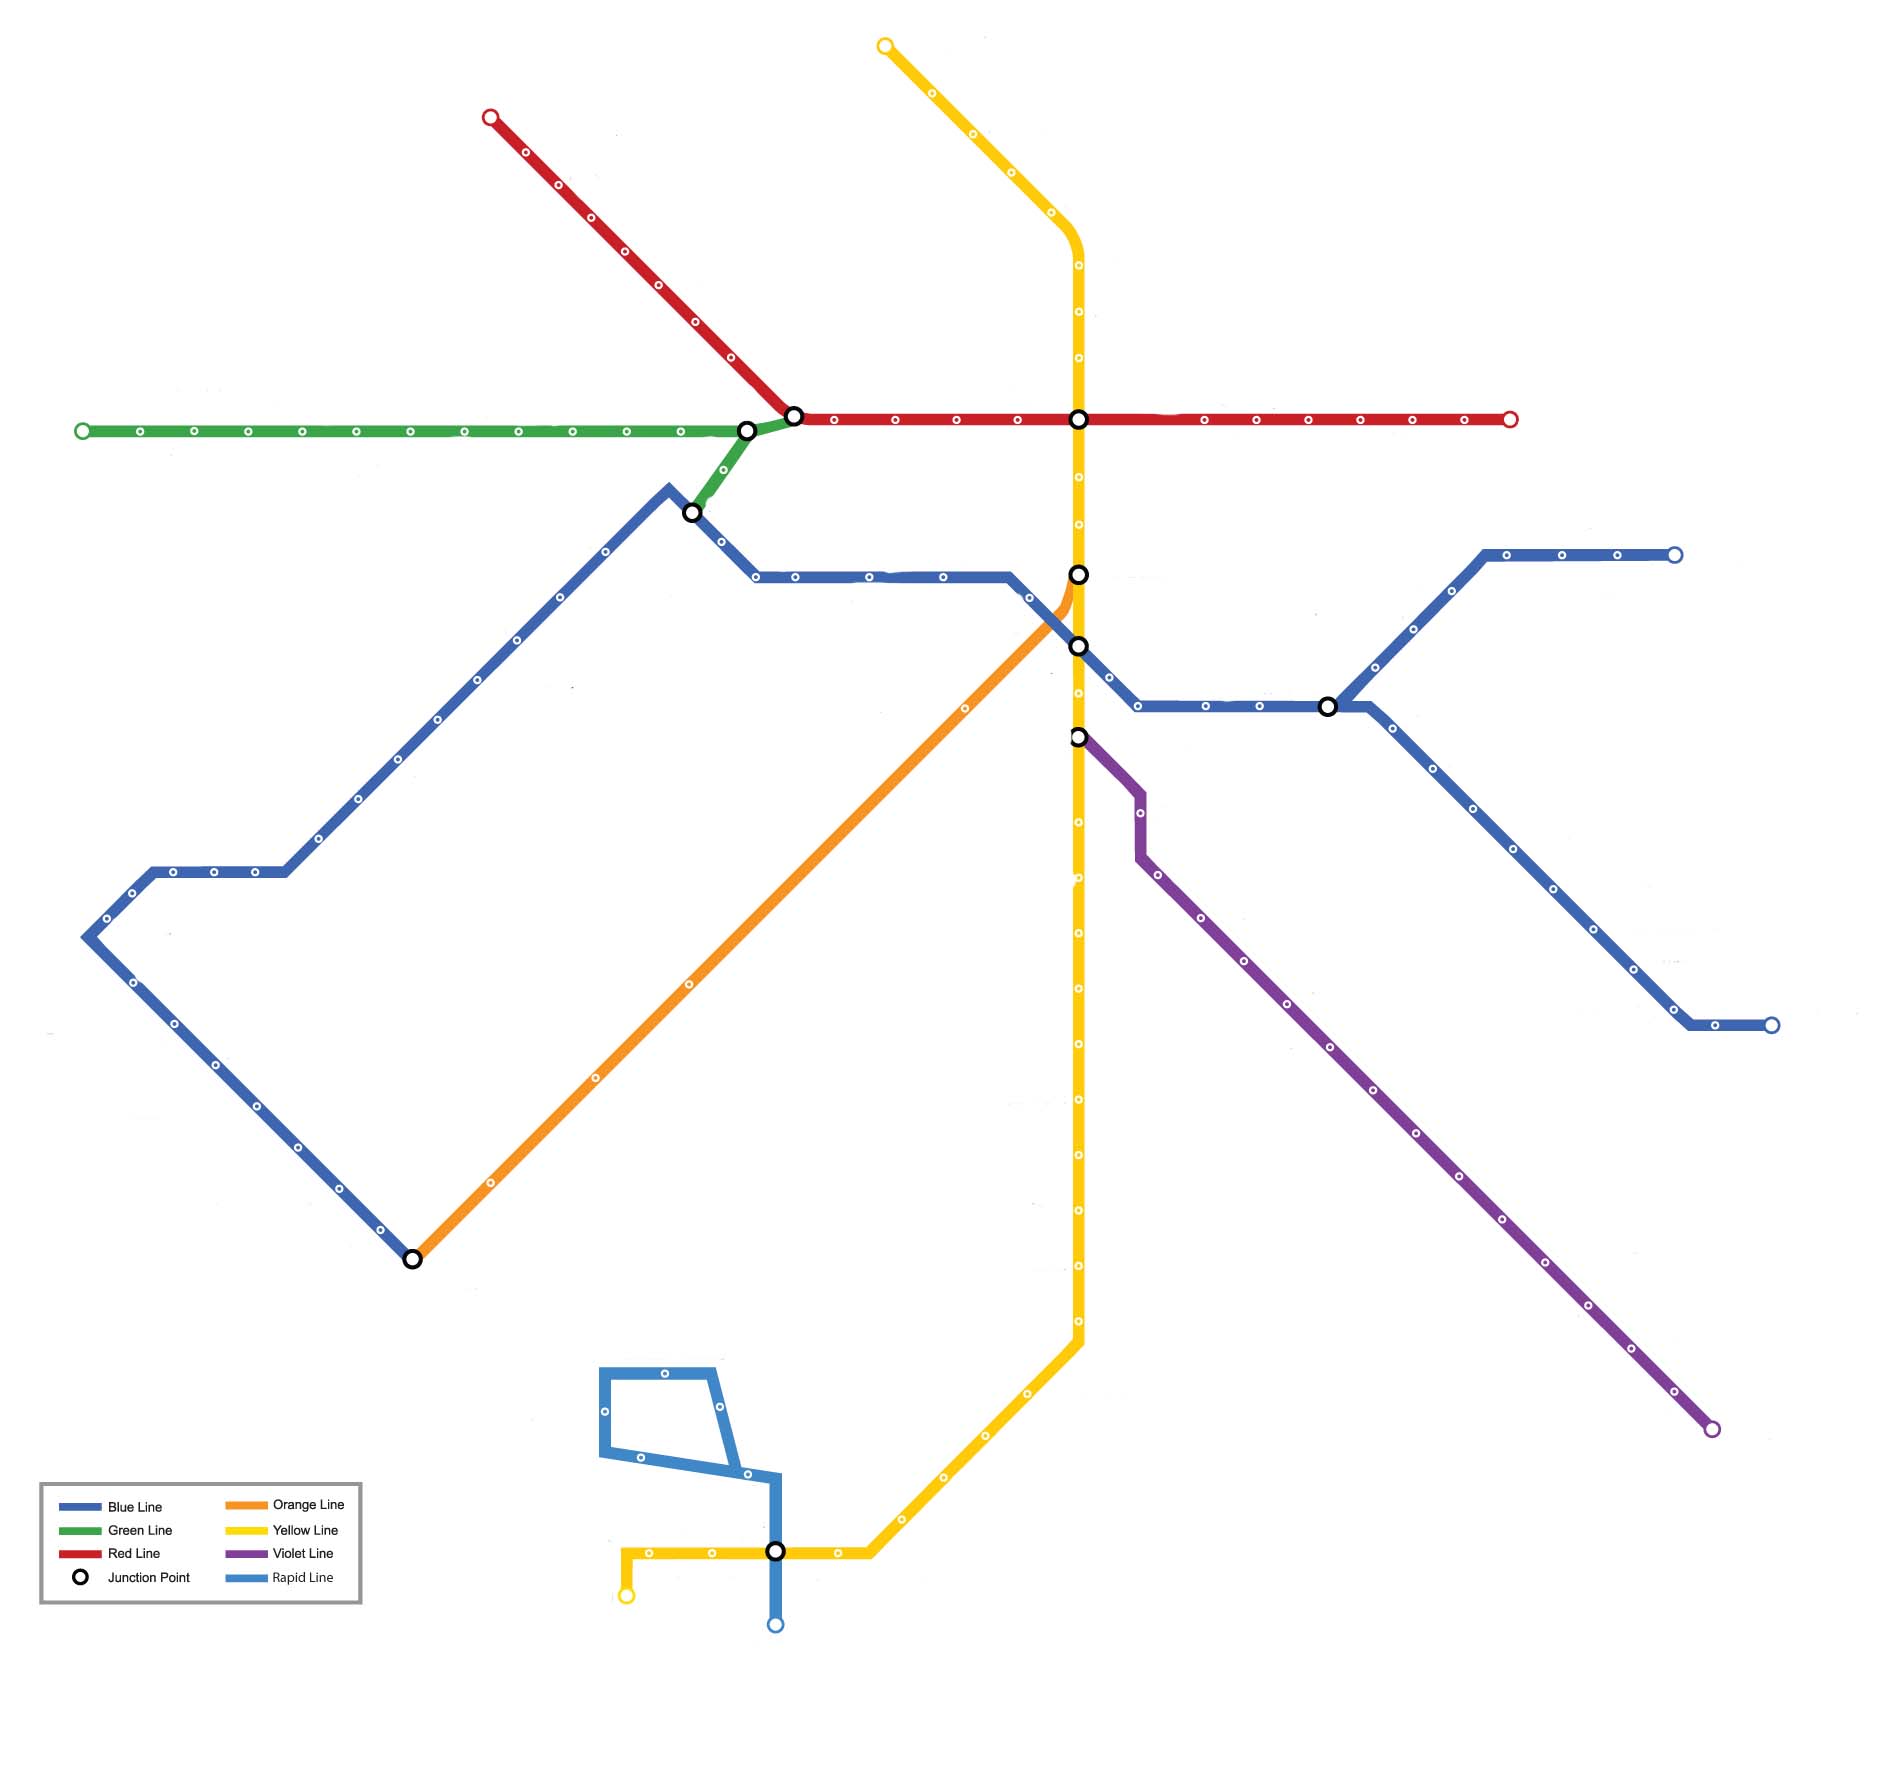 Blue Line
Orange Line
Green Line
Yellow Line
Red Line
Violet Line
Junction Point
Rapid Line